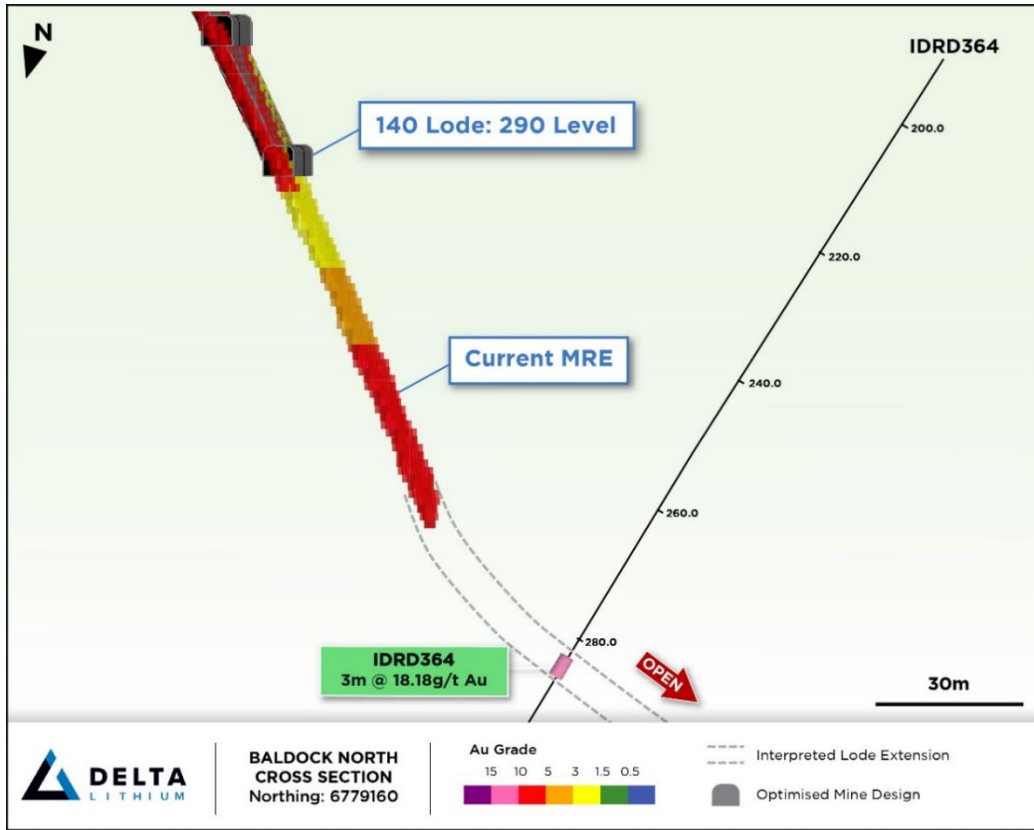 N
IDRD364
200.0
140 Lode: 290 Level
220.0
Current MRE
240.0
260.0
280.0
IDRD364
3m @ 18.18g/t Au
OPEN
30m
DELTA
LITHIUM
BALDOCK NORTH
CROSS SECTION
Northing: 6779160
Au Grade
15 10 5 3 1.5 0.5
Interpreted Lode Extension
Optimised Mine Design